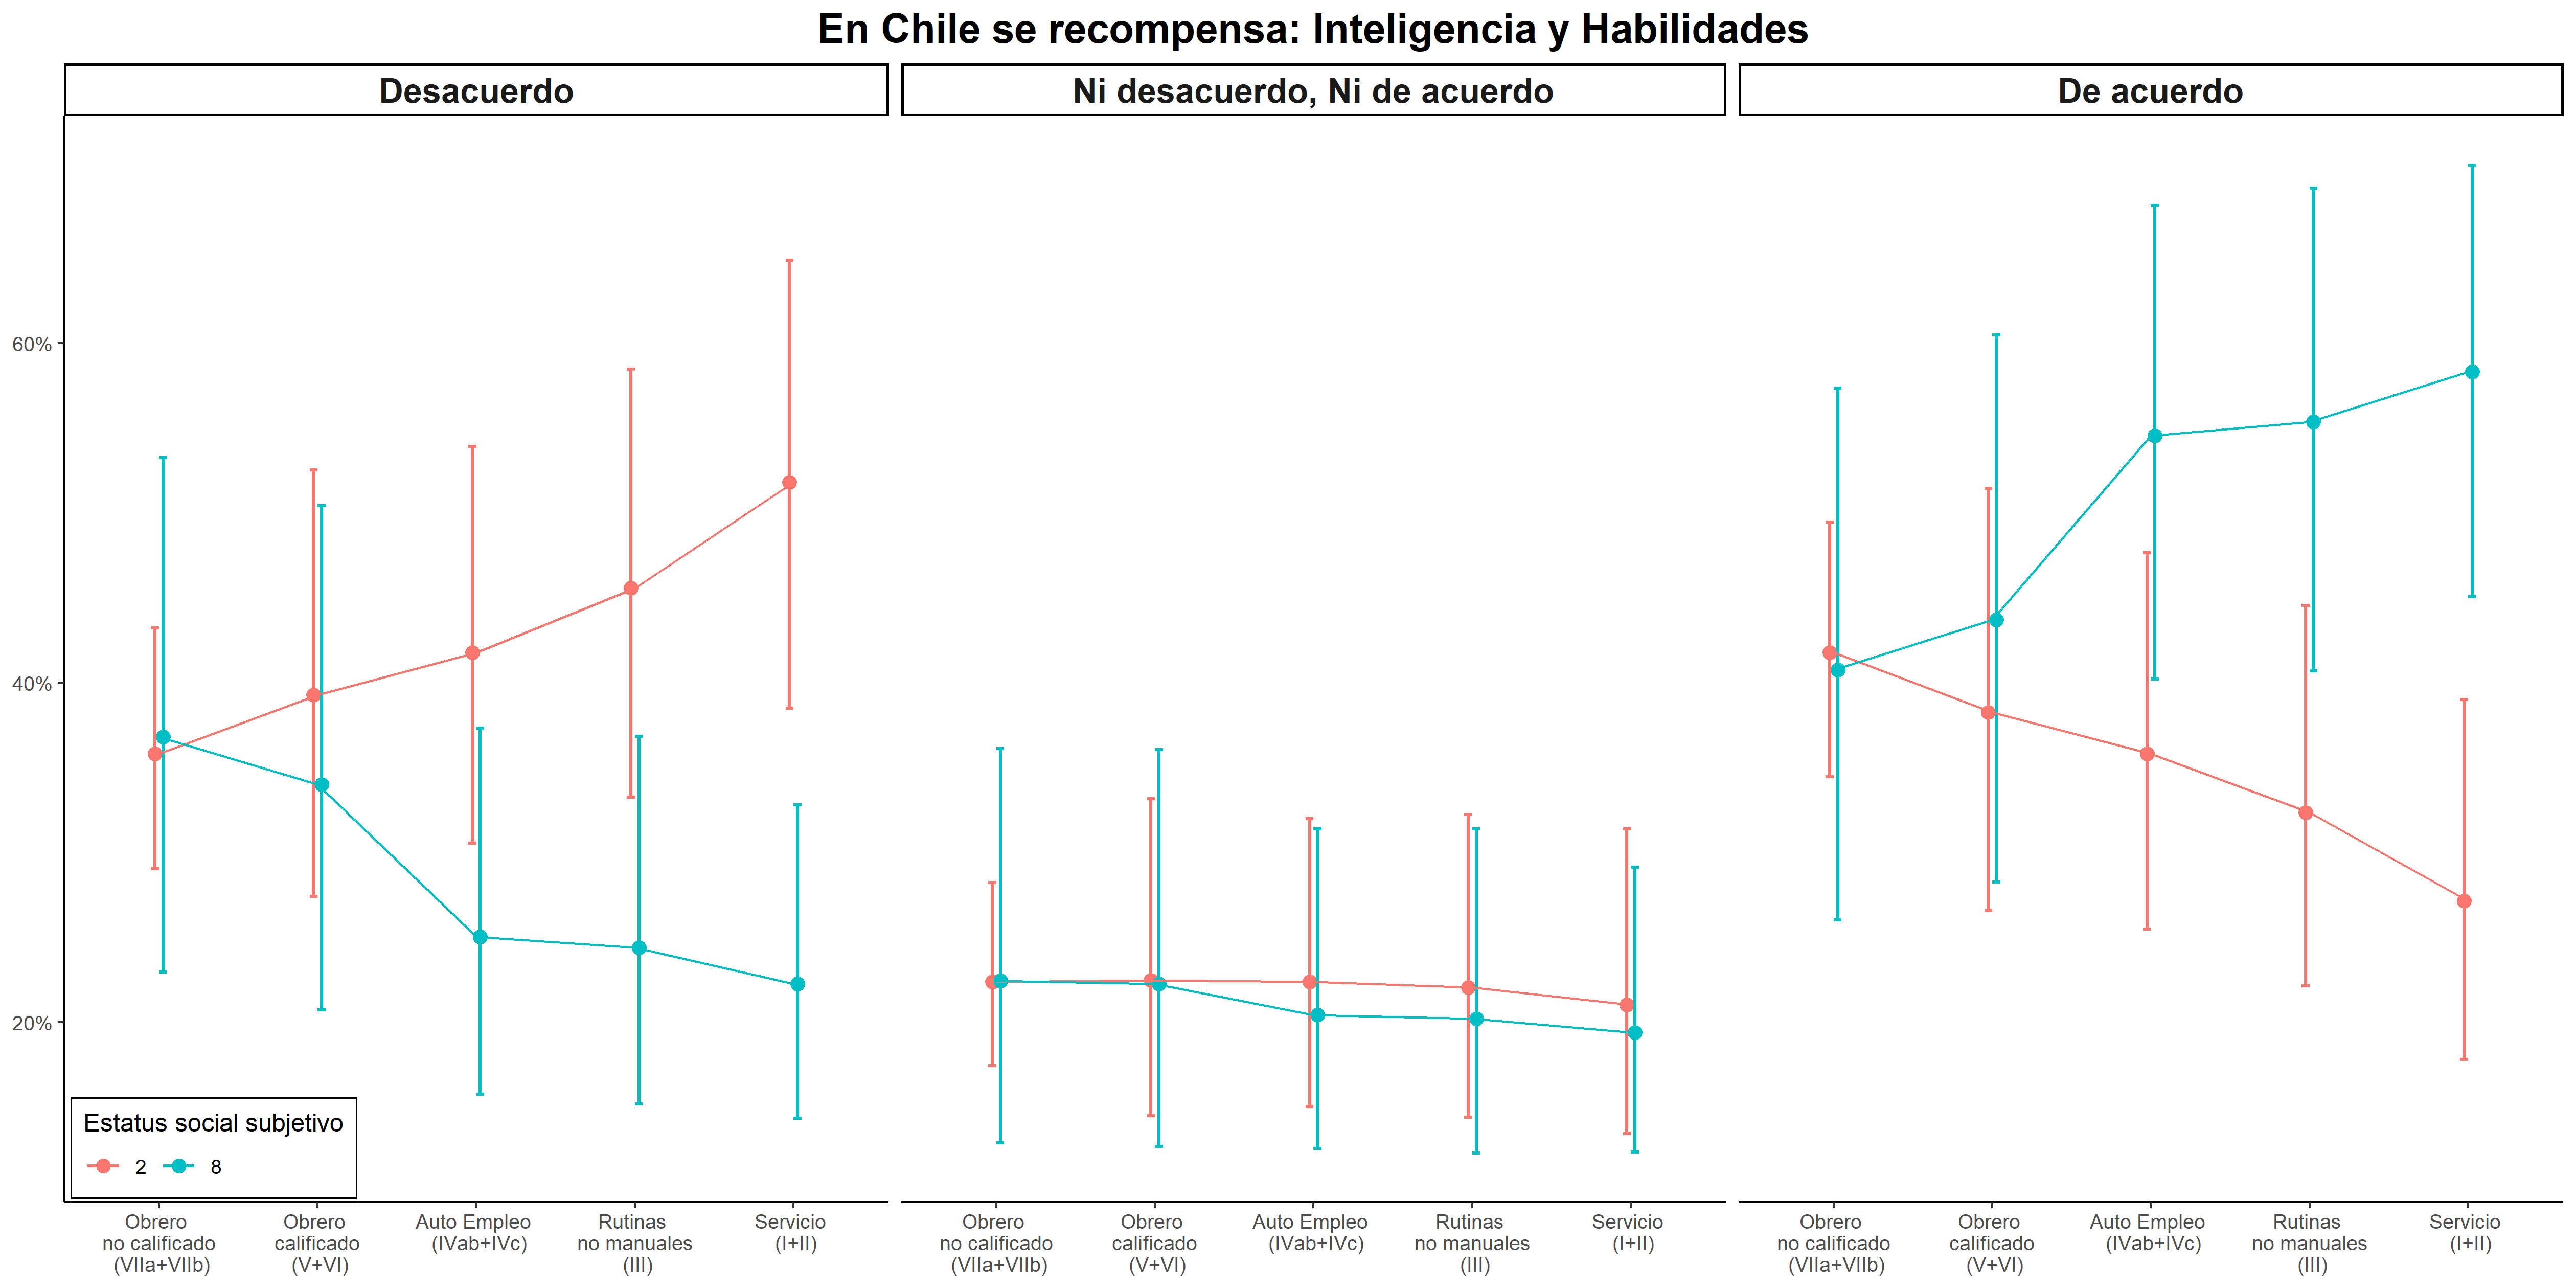 En Chile se recompensa: Inteligencia y Habilidades
Desacuerdo
Ni desacuerdo, Ni de acuerdo
De acuerdo
60%
40%
20%
Estatus social subjetivo
2
8
Obrero
no calificado
(VIIa+VIIb)
Obrero
calificado
(V+VI)
Auto Empleo
(IVab+IVc)
Rutinas
no manuales
(III)
Servicio
(I+II)
Obrero
no calificado
(VIIa+VIIb)
Obrero
calificado
(V+VI)
Auto Empleo
(IVab+IVc)
Rutinas
no manuales
(III)
Servicio
(I+II)
Obrero
no calificado
(VIIa+VIIb)
Obrero
calificado
(V+VI)
Auto Empleo
(IVab+IVc)
Rutinas
no manuales
(III)
Servicio
(I+II)